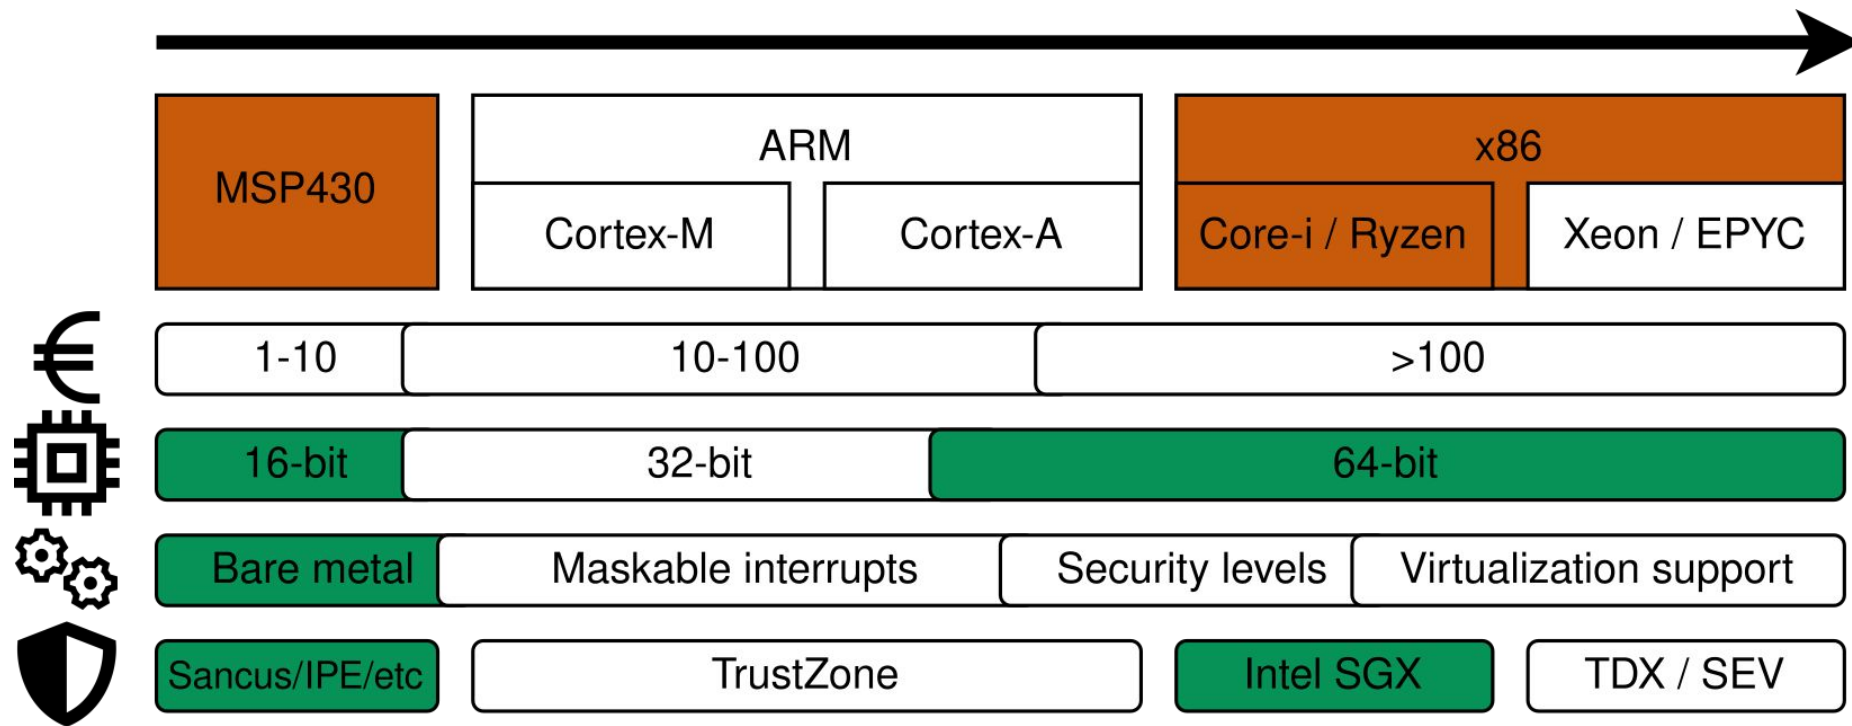 MSP430
ARM
x86
Cortex-M
Cortex-A
Core-i / Ryzen
Xeon / EPYC
€
1-10
10-100
>100
16-bit
32-bit
64-bit
Bare metal
Maskable interrupts
Security levels
Virtualization support
Sancus/IPE/etc
TrustZone
Intel SGX
TDX / SEV